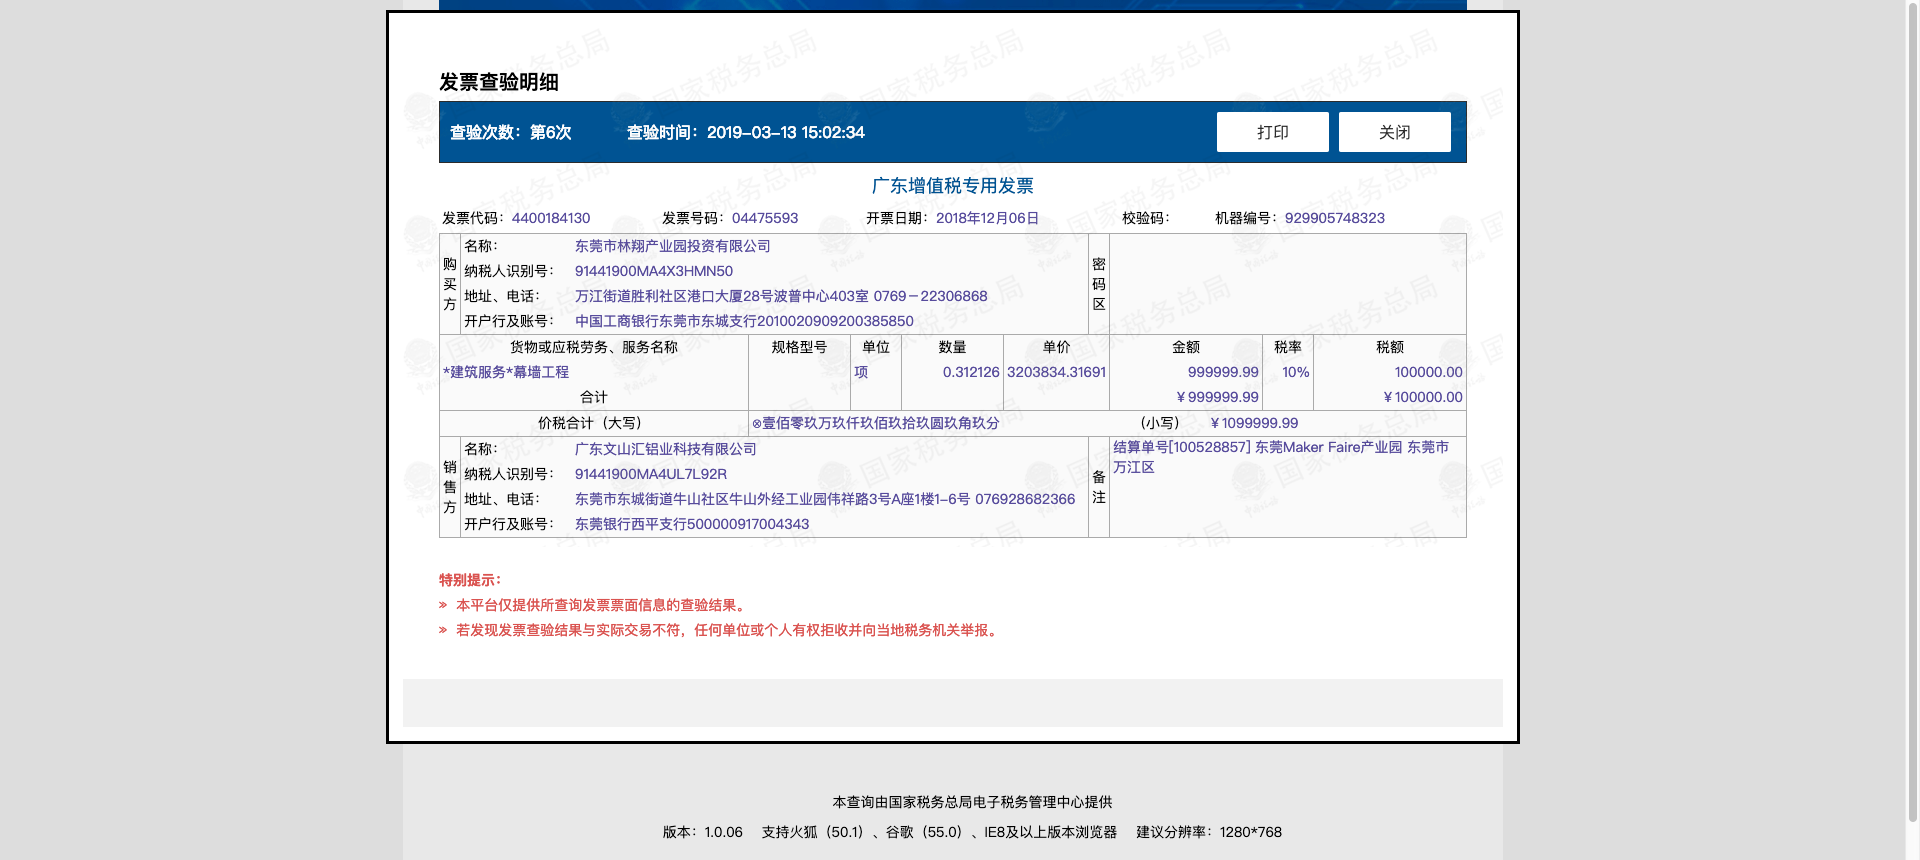 发票查验明细
查验次数：第6次 查验时间：2019-03-13 15:02:34 打印 关闭
广东增值税专用发票
发票代码：4400184130 发票号码：04475593 开票日期：2018年12月06日 校验码： 机器编号：929905748323
购买方
名称： 东莞市林翔产业园投资有限公司
纳税人识别号： 91441900MA4X3HMN50
地址、电话： 万江街道胜利社区港口大厦28号波普中心403室 0769－22306868
开户行及账号： 中国工商银行东莞市东城支行2010020909200385850
密码区
货物或应税劳务、服务名称 规格型号 单位 数量 单价 金额 税率 税额
*建筑服务*幕墙工程 项 0.312126 3203834.31691 999999.99 10% 100000.00
合计 ￥999999.99 ￥100000.00
价税合计（大写） ⊗壹佰零玖万玖仟玖佰玖拾玖圆玖角玖分 （小写） ￥1099999.99
销售方
名称： 广东文山汇铝业科技有限公司
纳税人识别号： 91441900MA4UL7L92R
地址、电话： 东莞市东城街道牛山社区牛山外经工业园伟祥路3号A座1楼1-6号 076928682366
开户行及账号： 东莞银行西平支行500000917004343
备注
结算单号[100528857] 东莞Maker Faire产业园 东莞市
万江区
特别提示：
» 本平台仅提供所查询发票票面信息的查验结果。
» 若发现发票查验结果与实际交易不符，任何单位或个人有权拒收并向当地税务机关举报。
本查询由国家税务总局电子税务管理中心提供
版本：1.0.06 支持火狐（50.1）、谷歌（55.0）、IE8及以上版本浏览器 建议分辨率：1280*768
国家税务总局